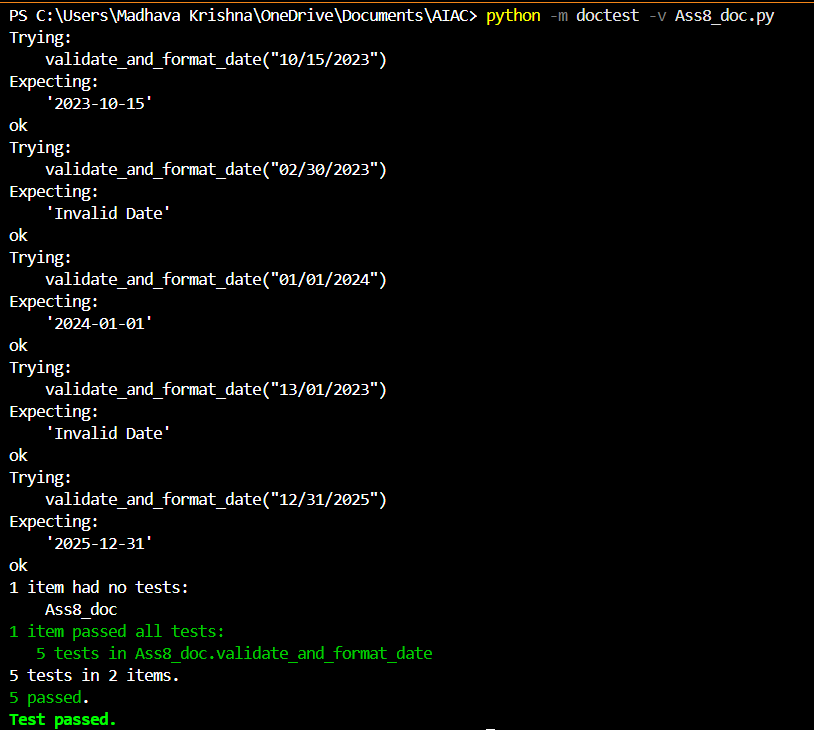 PS C:\Users\Madhava Krishna\OneDrive\Documents\AIAC> python -m doctest -v Ass8_doc.py
Trying:
    validate_and_format_date("10/15/2023")
Expecting:
    '2023-10-15'
ok
Trying:
    validate_and_format_date("02/30/2023")
Expecting:
    'Invalid Date'
ok
Trying:
    validate_and_format_date("01/01/2024")
Expecting:
    '2024-01-01'
ok
Trying:
    validate_and_format_date("13/01/2023")
Expecting:
    'Invalid Date'
ok
Trying:
    validate_and_format_date("12/31/2025")
Expecting:
    '2025-12-31'
ok
1 item had no tests:
    Ass8_doc
1 item passed all tests:
   5 tests in Ass8_doc.validate_and_format_date
5 tests in 2 items.
5 passed.
Test passed.